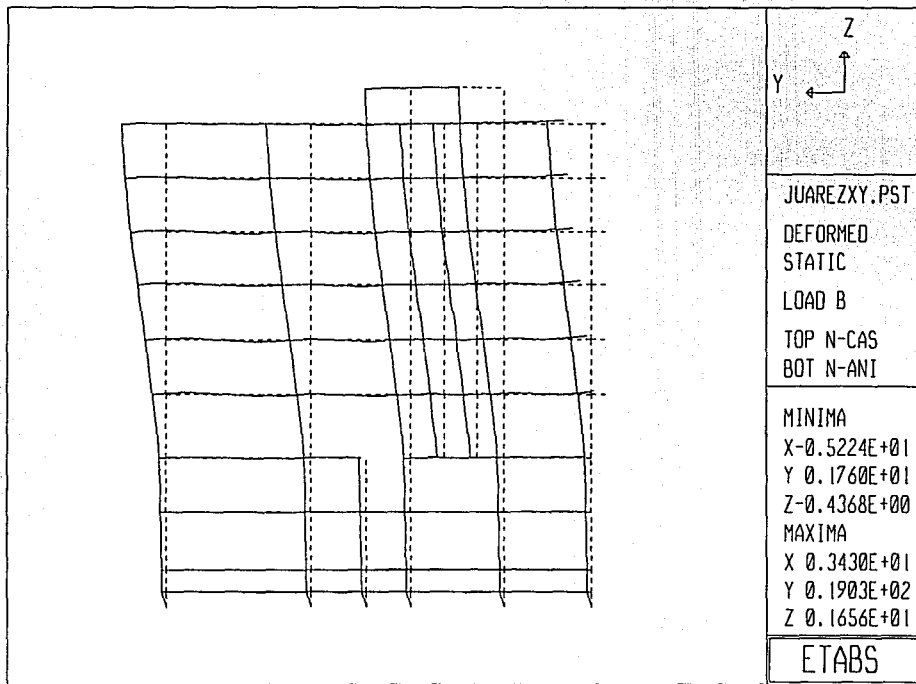 Z
Y
JUAREZXY.PST
DEFORMED
STATIC
LOAD B
TOP N-CAS
BOT N-ANI
MINIMA
X-0.5224E+01
Y 0.1760E+01
Z-0.4368E+00
MAXIMA
X 0.3430E+01
Y 0.1903E+02
Z 0.1656E+01
ETABS